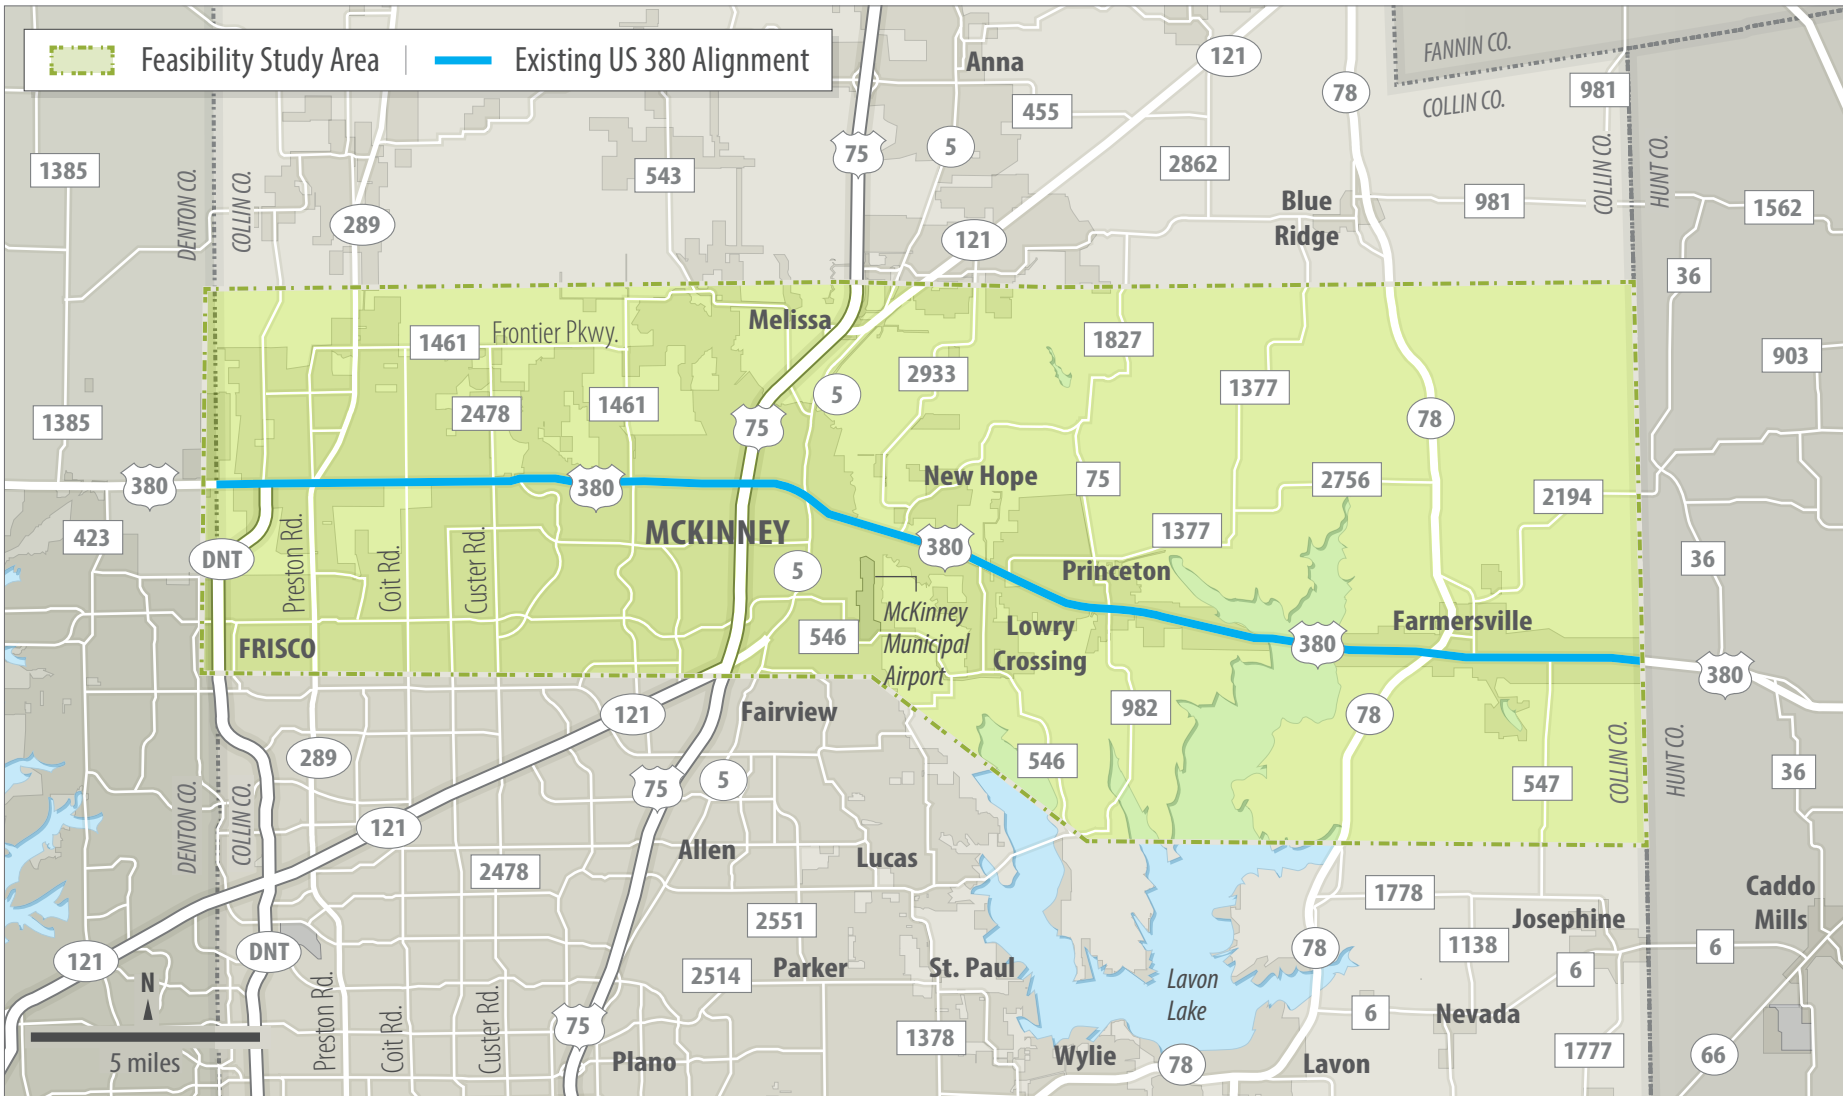 Feasibility Study Area | Existing US 380 Alignment
FANNIN CO.
COLLIN CO.
Anna
121
78
981
455
75
5
2862
1385
543
DENTON CO.
COLLIN CO.
COLLIN CO.
HUNT CO.
289
121
Blue
Ridge
981
1562
36
Melissa
1461
Frontier Pkwy.
1827
903
2933
1377
5
2478
1461
75
78
1385
380
380
New Hope
75
2756
2194
423
MCKINNEY
1377
380
DNT
Preston Rd.
Coit Rd.
Custer Rd.
5
Princeton
36
McKinney
Municipal
Airport
546
Lowry
Crossing
380
Farmersville
FRISCO
380
121
Fairview
982
78
289
75
5
546
547
COLLIN CO.
HUNT CO.
36
DENTON CO.
COLLIN CO.
121
Allen
Lucas
2478
1778
Caddo
Mills
2551
Josephine
121
DNT
78
1138
6
6
N
2514
Parker
St. Paul
Lavon
Lake
6
Nevada
Preston Rd.
Coit Rd.
Custer Rd.
75
1378
5 miles
Plano
Wylie
78
Lavon
1777
66